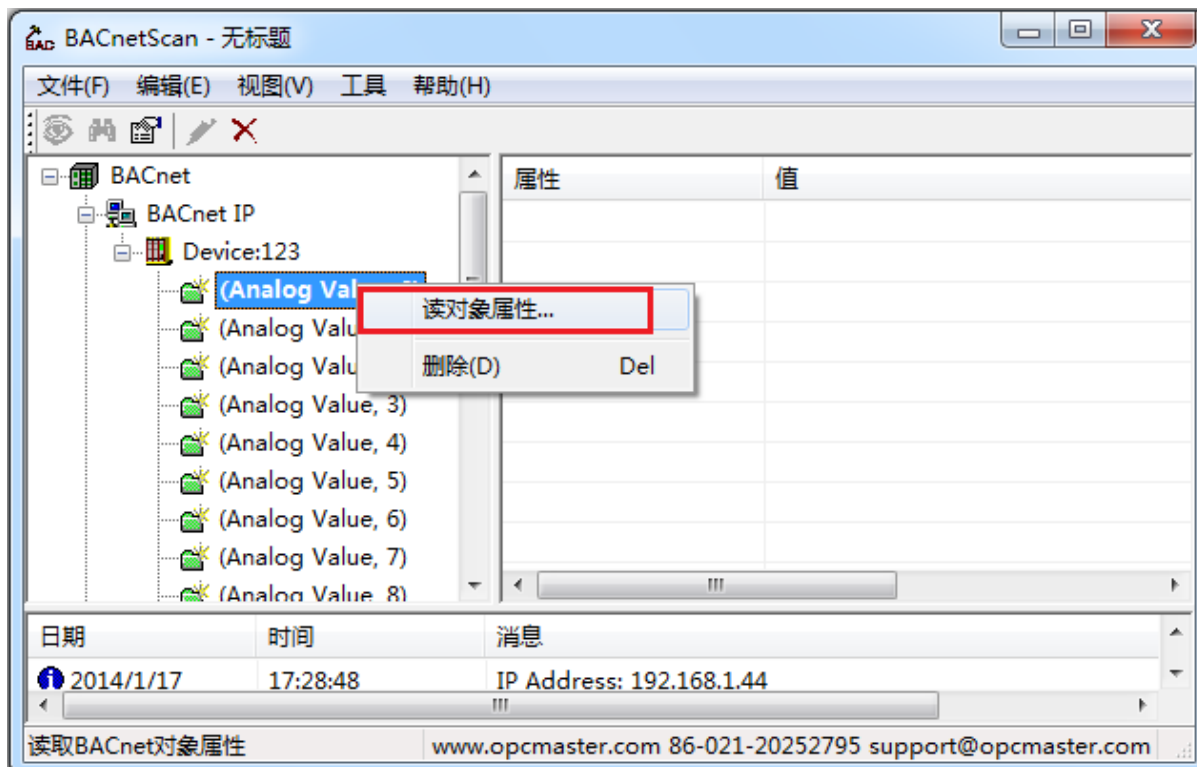 BACnetScan - 无标题
文件(F) 编辑(E) 视图(V) 工具 帮助(H)
BACnet
属性 值
BACnet IP
Device:123
(Analog
读对象属性...
(Analog
删除(D) Del
(Analog
(Analog Value, 3)
(Analog Value, 4)
(Analog Value, 5)
(Analog Value, 6)
(Analog Value, 7)
(Analog Value, 8)
日期 时间 消息
2014/1/17 17:28:48 IP Address: 192.168.1.44
读取BACnet对象属性 www.opcmaster.com 86-021-20252795 support@opcmaster.com